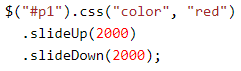 $("#p1").css("color", "red")
  .slideUp(2000)
  .slideDown(2000);